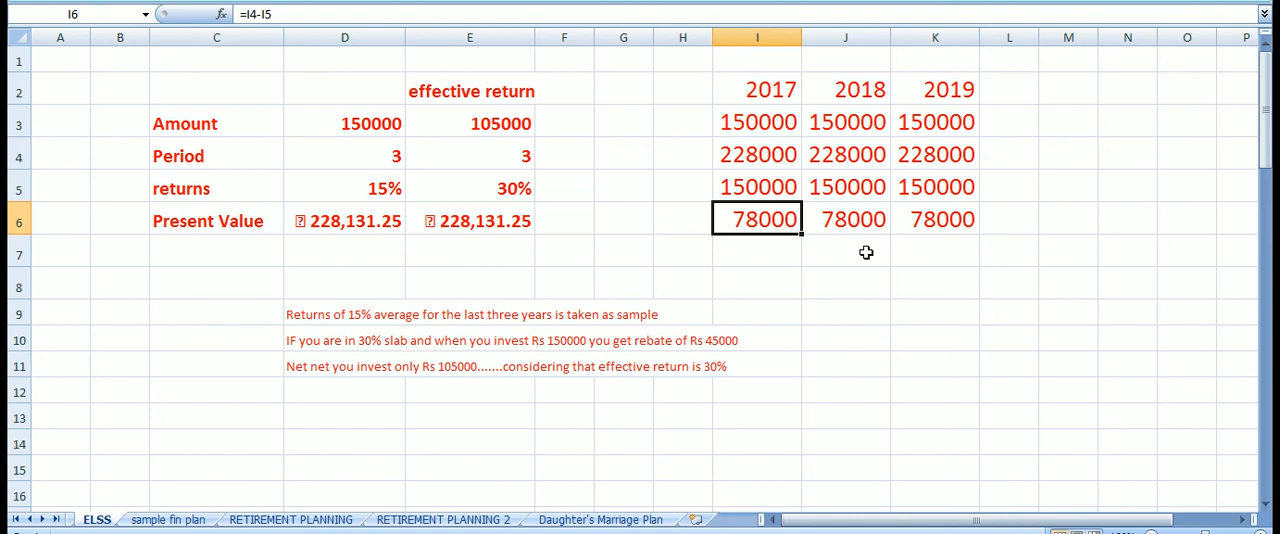 I6 fx =I4-I5
A B C D E F G H I J K L M N O P
1
2 effective return 2017 2018 2019
3 Amount 150000 105000 150000 150000 150000
4 Period 3 3 228000 228000 228000
5 returns 15% 30% 150000 150000 150000
6 Present Value 228,131.25 228,131.25 78000 78000 78000
7
8
9 Returns of 15% average for the last three years is taken as sample
10 IF you are in 30% slab and when you invest Rs 150000 you get rebate of Rs 45000
11 Net net you invest only Rs 105000.......considering that effective return is 30%
12
13
14
15
16
ELSS sample fin plan RETIREMENT PLANNING RETIREMENT PLANNING 2 Daughter's Marriage Plan